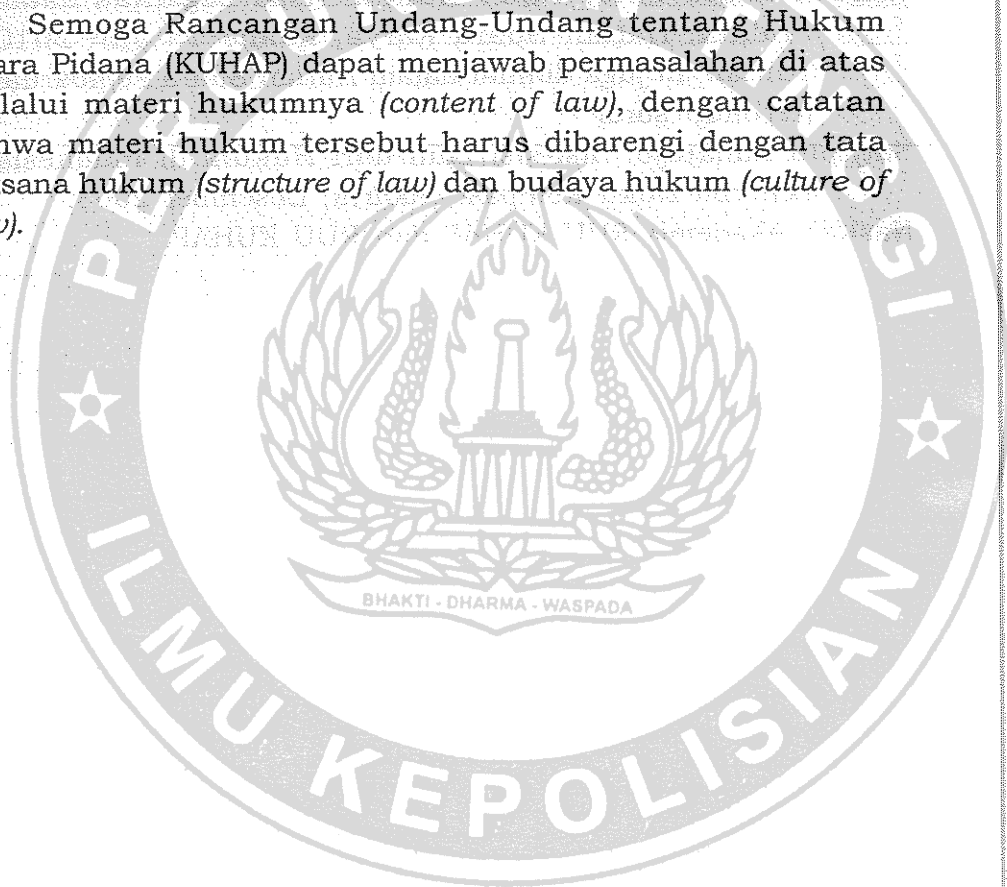 Semoga Rancangan Undang-Undang tentang Hukum
ara Pidana (KUHAP) dapat menjawab permasalahan di atas
lalui materi hukumnya (content of law), dengan catatan
hwa materi hukum tersebut harus dibarengi dengan tata
sana hukum (structure of law) dan budaya hukum (culture of
).
BHAKTI - DHARMA - WASPADA
ILMU KEPOLISIAN